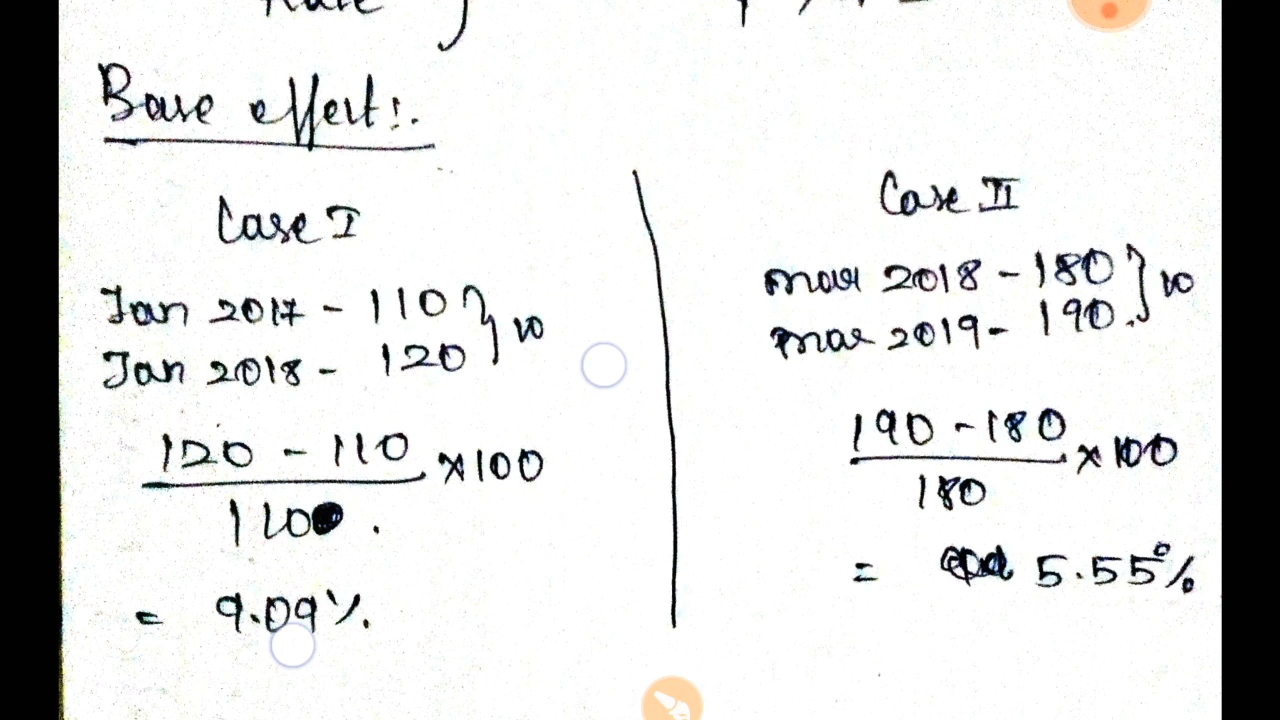 Base effect:.
Case I
Jan 2017 - 110 } 10
Jan 2018 - 120
120 - 110 x 100
110 .
= 9.09%.
Case II
mar 2018 - 180 } 10
mar 2019 - 190.
190 - 180 x 100
180
= 5.55%